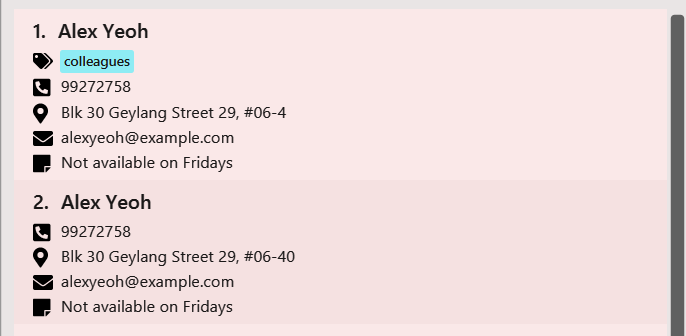 1. Alex Yeoh
colleagues
99272758
Blk 30 Geylang Street 29, #06-4
alexyeoh@example.com
Not available on Fridays
2. Alex Yeoh
99272758
Blk 30 Geylang Street 29, #06-40
alexyeoh@example.com
Not available on Fridays